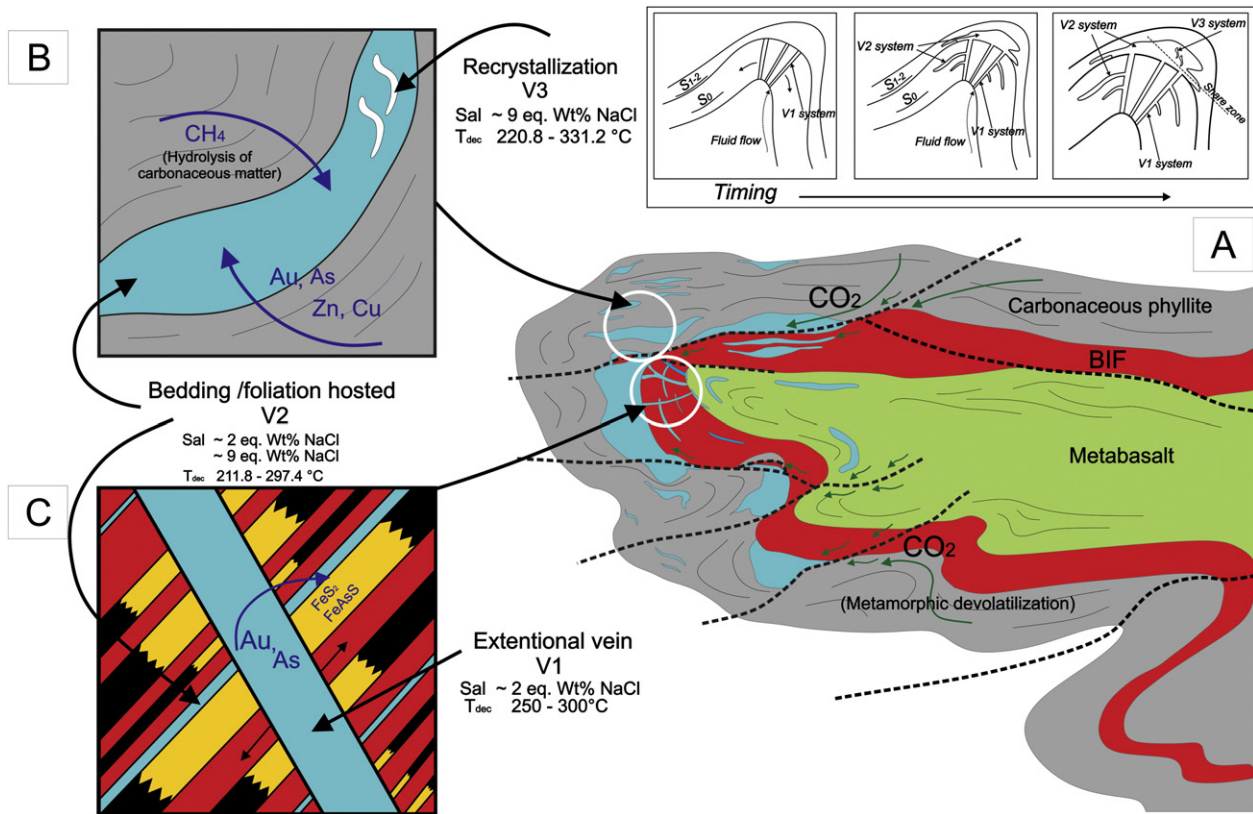 B
CH4
(Hydrolysis of
carbonaceous matter)
Au, As
Zn, Cu
Recrystallization
V3
Sal ~ 9 eq. Wt% NaCl
Tdec 220.8 - 331.2 °C
S1-2
S0
V1 system
Fluid flow
V2 system
S1-2
S0
V1 system
Fluid flow
V2 system
V3 system
Share zone
V1 system
Timing
A
CO2
Carbonaceous phyllite
BIF
Metabasalt
CO2
(Metamorphic devolatilization)
Bedding /foliation hosted
V2
Sal ~ 2 eq. Wt% NaCl
~ 9 eq. Wt% NaCl
Tdec 211.8 - 297.4 °C
C
FeS2
FeAsS
Au,
As
Extentional vein
V1
Sal ~ 2 eq. Wt% NaCl
Tdec 250 - 300°C